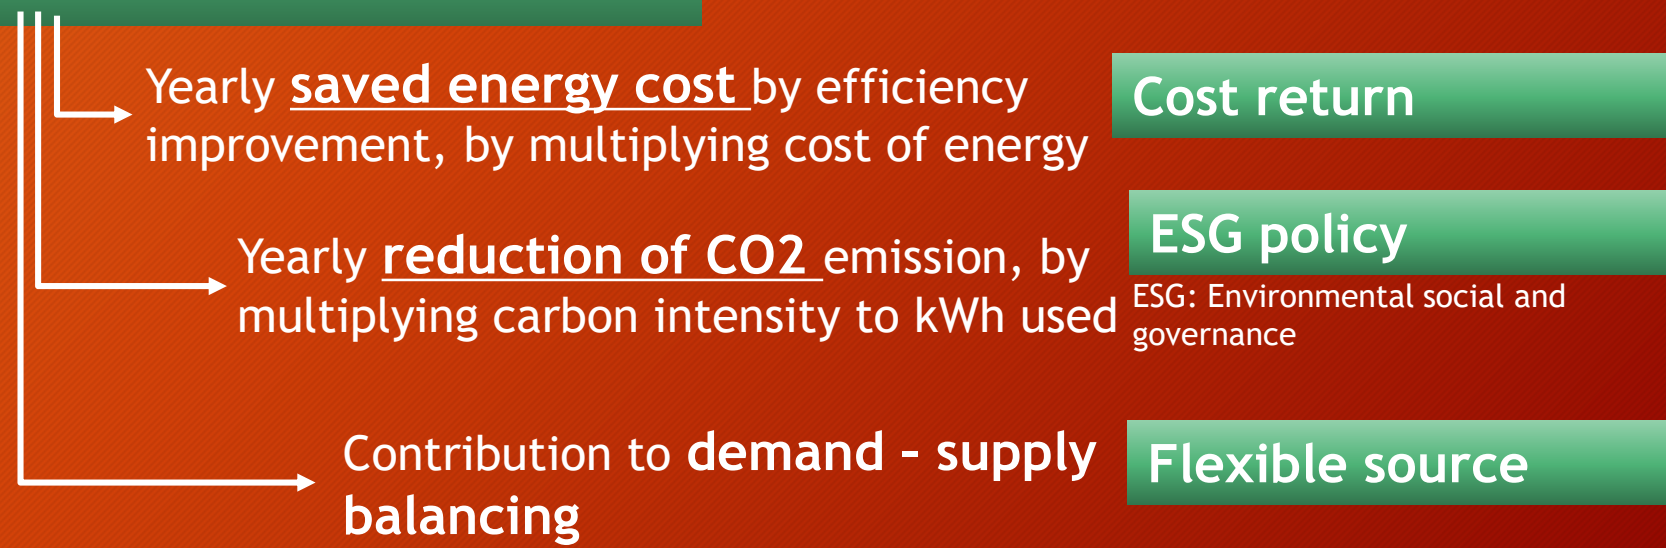 Yearly saved energy cost by efficiency
improvement, by multiplying cost of energy
Cost return
Yearly reduction of CO2 emission, by
multiplying carbon intensity to kWh used
ESG policy
ESG: Environmental social and
governance
Contribution to demand – supply
balancing
Flexible source